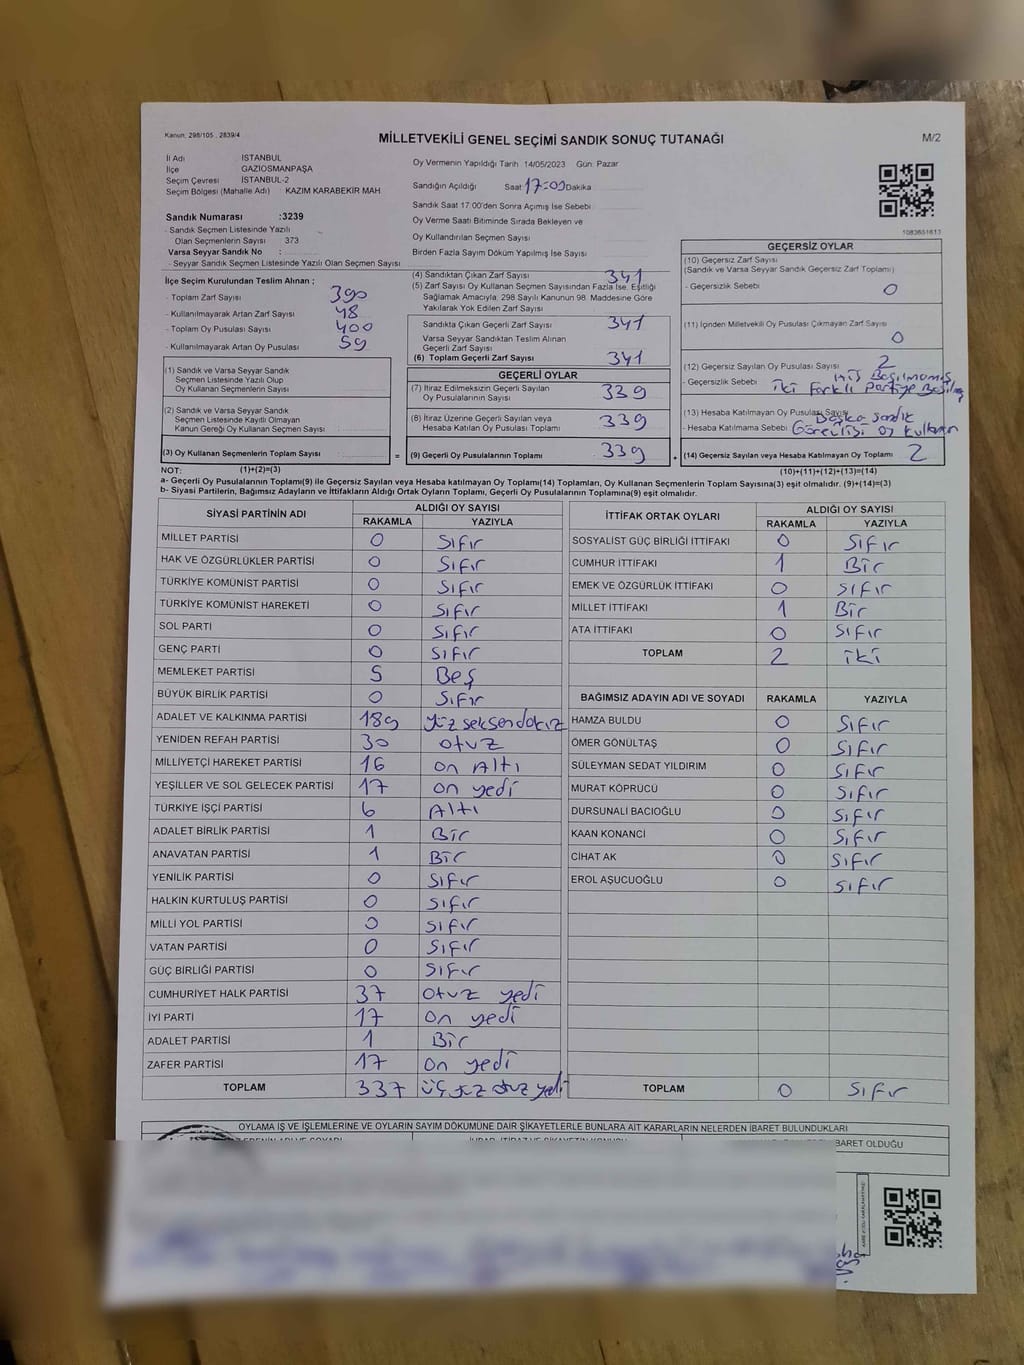 Kanun, 298/105 , 2839/4
MİLLETVEKİLİ GENEL SEÇİMİ SANDIK SONUÇ TUTANAĞI
M/2
İl Adı İSTANBUL
İlçe GAZİOSMANPAŞA
Seçim Çevresi İSTANBUL-2
Seçim Bölgesi (Mahalle Adı) KAZIM KARABEKİR MAH.
Sandık Numarası :3239
- Sandık Seçmen Listesinde Yazılı
Olan Seçmenlerin Sayısı : 373
Varsa Seyyar Sandık No :
- Seyyar Sandık Seçmen Listesinde Yazılı Olan Seçmen Sayısı
Oy Vermenin Yapıldığı Tarih 14/05/2023 Gün: Pazar
Sandığın Açıldığı Saat 17:00 Dakika
Sandık Saat 17:00'den Sonra Açılmış İse Sebebi
Oy Verme Saati Bitiminde Sırada Bekleyen ve
Oy Kullandırılan Seçmen Sayısı
Birden Fazla Sayım Döküm Yapılmış İse Sayısı
1083651613
İlçe Seçim Kurulundan Teslim Alınan ;
- Toplam Zarf Sayısı 390
- Kullanılmayarak Artan Zarf Sayısı 48
- Toplam Oy Pusulası Sayısı 400
- Kullanılmayarak Artan Oy Pusulası 59
(1) Sandık ve Varsa Seyyar Sandık
Seçmen Listesinde Yazılı Olup
Oy Kullanan Seçmenlerin Sayısı :
(2) Sandık ve Varsa Seyyar Sandık
Seçmen Listesinde Kayıtlı Olmayan
Kanun Gereği Oy Kullanan Seçmen Sayısı :
(3) Oy Kullanan Seçmenlerin Toplam Sayısı :
(4) Sandıktan Çıkan Zarf Sayısı 341
(5) Zarf Sayısı Oy Kullanan Seçmen Sayısından Fazla İse, Eşitliği
Sağlamak Amacıyla, 298 Sayılı Kanunun 98. Maddesine Göre
Yakılarak Yok Edilen Zarf Sayısı
Sandıkta Çıkan Geçerli Zarf Sayısı 341
Varsa Seyyar Sandıktan Teslim Alınan
Geçerli Zarf Sayısı
(6) Toplam Geçerli Zarf Sayısı 341
GEÇERLİ OYLAR
(7) İtiraz Edilmeksizin Geçerli Sayılan
Oy Pusulalarının Sayısı 339
(8) İtiraz Üzerine Geçerli Sayılan veya
Hesaba Katılan Oy Pusulası Toplamı 339
= (9) Geçerli Oy Pusulalarının Toplamı 339 +
GEÇERSİZ OYLAR
(10) Geçersiz Zarf Sayısı
(Sandık ve Varsa Seyyar Sandık Geçersiz Zarf Toplamı)
- Geçersizlik Sebebi 0
(11) İçinden Milletvekili Oy Pusulası Çıkmayan Zarf Sayısı
0
(12) Geçersiz Sayılan Oy Pusulası Sayısı 2
Hiç Basılmamış
- Geçersizlik Sebebi iki Farklı Partiye Basılmış
(13) Hesaba Katılmayan Oy Pusulası Sayısı
Başka sandık
- Hesaba Katılmama Sebebi Görevlisi oy kullanan
(14) Geçersiz Sayılan veya Hesaba Katılmayan Oy Toplamı 2
NOT: (1)+(2)=(3)
(10)+(11)+(12)+(13)=(14)
a- Geçerli Oy Pusulalarının Toplamı(9) ile Geçersiz Sayılan veya Hesaba katılmayan Oy Toplamı(14) Toplamları, Oy Kullanan Seçmenlerin Toplam Sayısına(3) eşit olmalıdır. (9)+(14)=(3)
b- Siyasi Partilerin, Bağımsız Adayların ve İttifakların Aldığı Ortak Oyların Toplamı, Geçerli Oy Pusulalarının Toplamına(9) eşit olmalıdır.
SİYASİ PARTİNİN ADI ALDIĞI OY SAYISI
RAKAMLA YAZIYLA
MİLLET PARTİSİ 0 Sıfır
HAK VE ÖZGÜRLÜKLER PARTİSİ 0 Sıfır
TÜRKİYE KOMÜNİST PARTİSİ 0 Sıfır
TÜRKİYE KOMÜNİST HAREKETİ 0 Sıfır
SOL PARTİ 0 Sıfır
GENÇ PARTİ 0 Sıfır
MEMLEKET PARTİSİ 5 Beş
BÜYÜK BİRLİK PARTİSİ 0 Sıfır
ADALET VE KALKINMA PARTİSİ 189 yüz seksen dokuz
YENİDEN REFAH PARTİSİ 30 otuz
MİLLİYETÇİ HAREKET PARTİSİ 16 on Altı
YEŞİLLER VE SOL GELECEK PARTİSİ 17 on yedi
TÜRKİYE İŞÇİ PARTİSİ 6 Altı
ADALET BİRLİK PARTİSİ 1 Bir
ANAVATAN PARTİSİ 1 Bir
YENİLİK PARTİSİ 0 Sıfır
HALKIN KURTULUŞ PARTİSİ 0 Sıfır
MİLLİ YOL PARTİSİ 0 Sıfır
VATAN PARTİSİ 0 Sıfır
GÜÇ BİRLİĞİ PARTİSİ 0 Sıfır
CUMHURİYET HALK PARTİSİ 37 otuz yedi
İYİ PARTİ 17 on yedi
ADALET PARTİSİ 1 Bir
ZAFER PARTİSİ 17 on yedi
TOPLAM 337 üç yüz otuz yedi
İTTİFAK ORTAK OYLARI ALDIĞI OY SAYISI
RAKAMLA YAZIYLA
SOSYALİST GÜÇ BİRLİĞİ İTTİFAKI 0 Sıfır
CUMHUR İTTİFAKI 1 Bir
EMEK VE ÖZGÜRLÜK İTTİFAKI 0 Sıfır
MİLLET İTTİFAKI 1 Bir
ATA İTTİFAKI 0 Sıfır
TOPLAM 2 iki
BAĞIMSIZ ADAYIN ADI VE SOYADI RAKAMLA YAZIYLA
HAMZA BULDU 0 Sıfır
ÖMER GÖNÜLTAŞ 0 Sıfır
SÜLEYMAN SEDAT YILDIRIM 0 Sıfır
MURAT KÖPRÜCÜ 0 Sıfır
DURSUNALİ BACIOĞLU 0 Sıfır
KAAN KONANCI 0 Sıfır
CİHAT AK 0 Sıfır
EROL AŞUCUOĞLU 0 Sıfır
TOPLAM 0 Sıfır
OYLAMA İŞ VE İŞLEMLERİNE VE OYLARIN SAYIM DÖKÜMÜNE DAİR ŞİKAYETLERLE BUNLARA AİT KARARLARIN NELERDEN İBARET BULUNDUKLARI
İBARET OLDUĞU